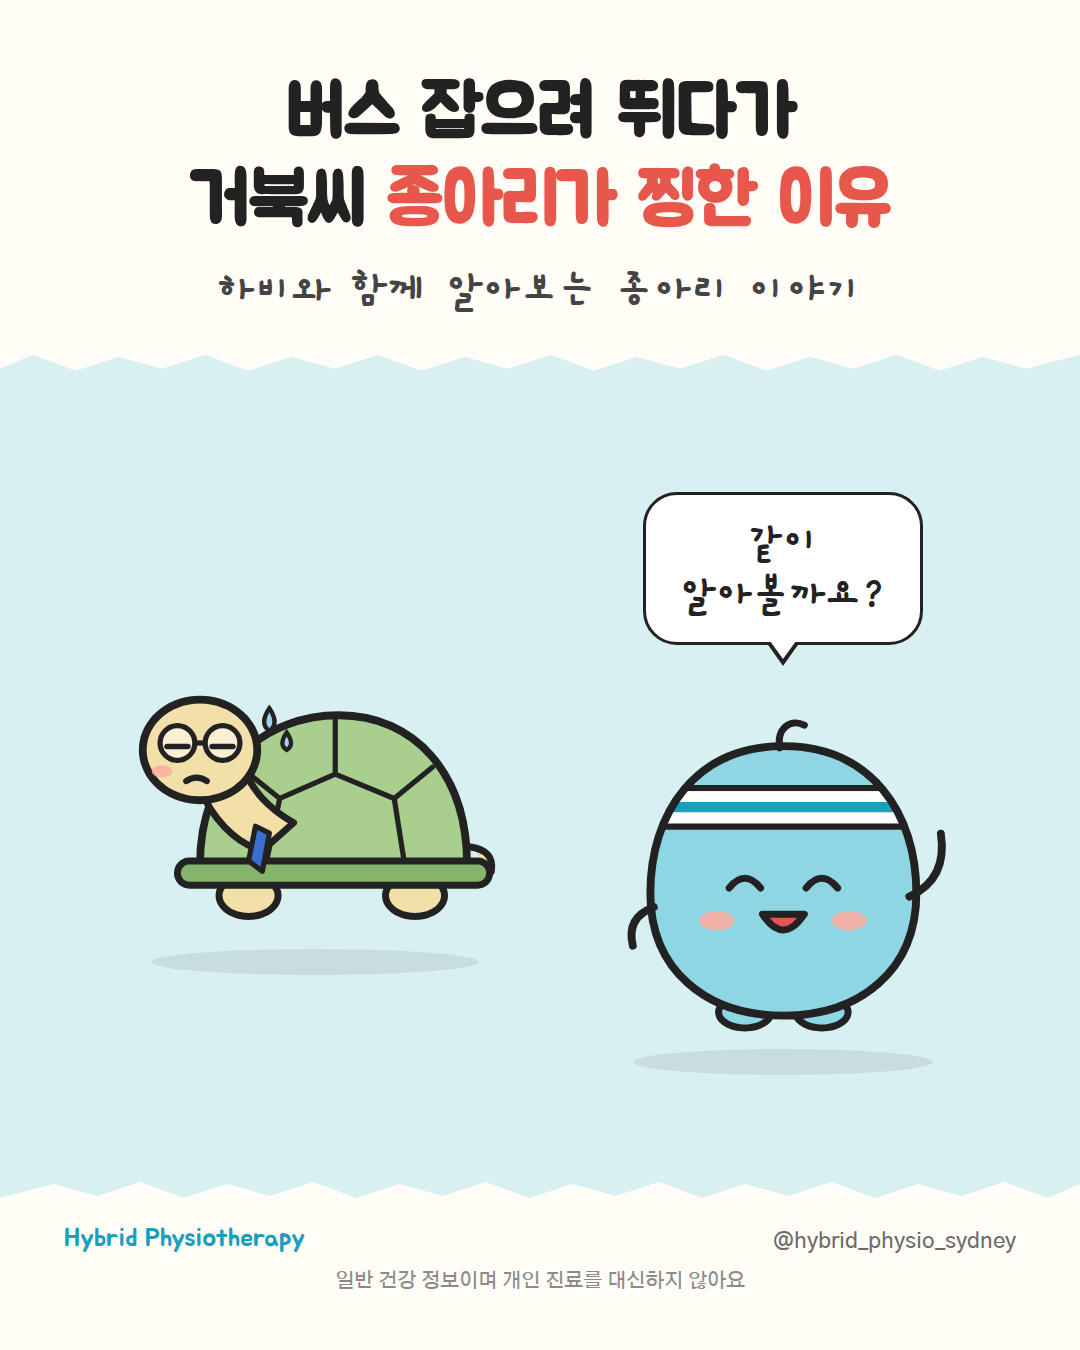 버스 잡으려 뛰다가
거북씨 종아리가 찡한 이유
하비와 함께 알아보는 종아리 이야기
같이
알아볼까요?
Hybrid Physiotherapy
@hybrid_physio_sydney
일반 건강 정보이며 개인 진료를 대신하지 않아요